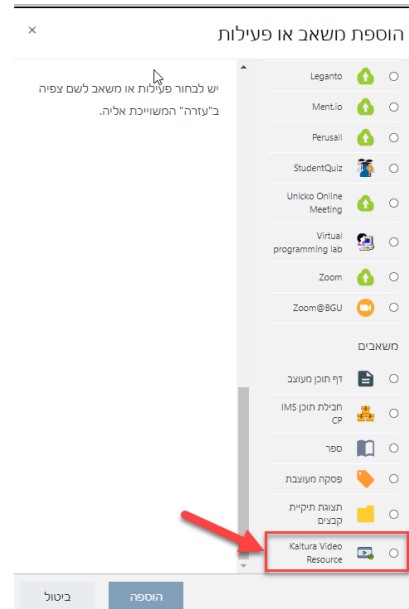 הוספת משאב או פעילות
×
Leganto
Ment.io
Perusall
StudentQuiz
Unicko Online
Meeting
Virtual
programming lab
Zoom
Zoom@BGU
משאבים
דף תוכן מעוצב
חבילת תוכן IMS
CP
ספר
פסקה מעוצבת
תצוגת תיקיית
קבצים
Kaltura Video
Resource
יש לבחור פעילות או משאב לשם צפיה
ב"עזרה" המשוייכת אליה.
הוספה
ביטול